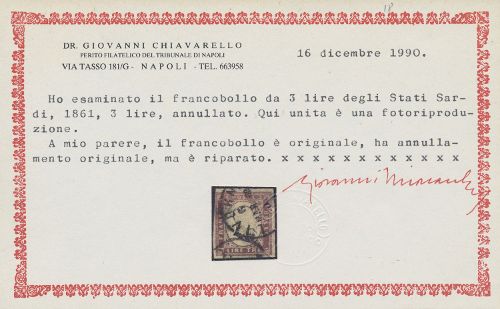 18
DR. GIOVANNI CHIAVARELLO
PERITO FILATELICO DEL TRIBUNALE DI NAPOLI
VIA TASSO 181/G - NAPOLI - TEL. 663958
16 dicembre 1990.
Ho esaminato il francobollo da 3 lire degli Stati Sar-
di, 1861, 3 lire, annullato. Qui unita è una fotoriprodu-
zione.
A mio parere, il francobollo è originale, ha annulla-
mento originale, ma è riparato. x x x x x x x x x x x x x
Giovanni